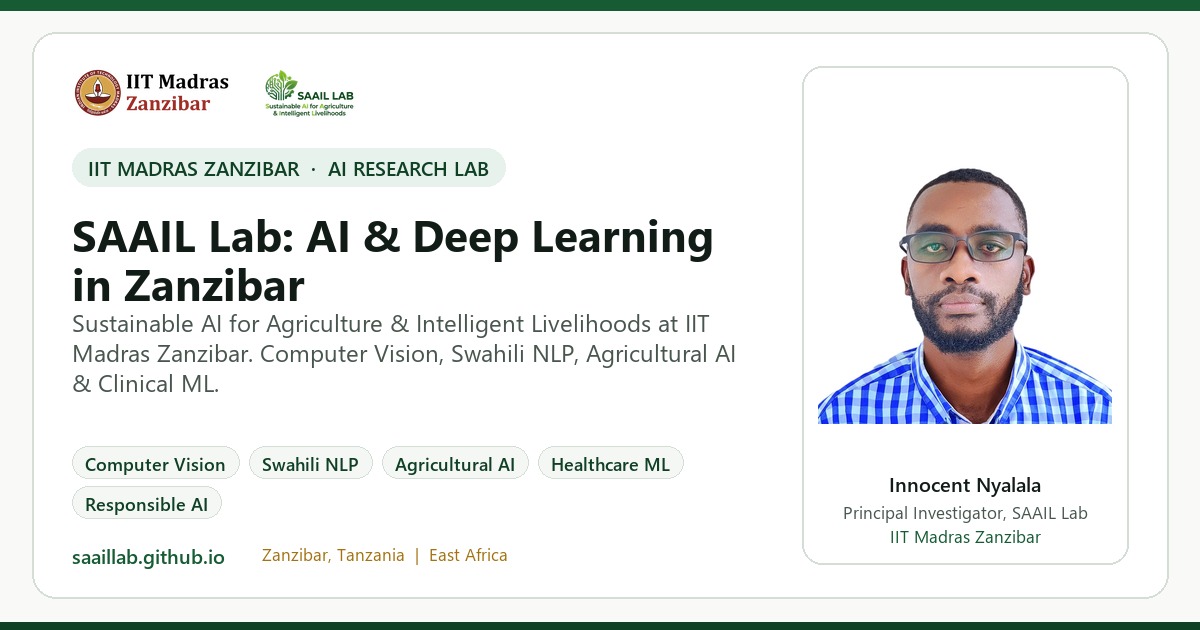 IIT Madras
Zanzibar
SAAIL LAB
Sustainable AI for Agriculture
& Intelligent Livelihoods
IIT MADRAS ZANZIBAR · AI RESEARCH LAB
SAAIL Lab: AI & Deep Learning
in Zanzibar
Sustainable AI for Agriculture & Intelligent Livelihoods at IIT
Madras Zanzibar. Computer Vision, Swahili NLP, Agricultural AI
& Clinical ML.
Computer Vision
Swahili NLP
Agricultural AI
Healthcare ML
Responsible AI
saaillab.github.io
Zanzibar, Tanzania | East Africa
Innocent Nyalala
Principal Investigator, SAAIL Lab
IIT Madras Zanzibar